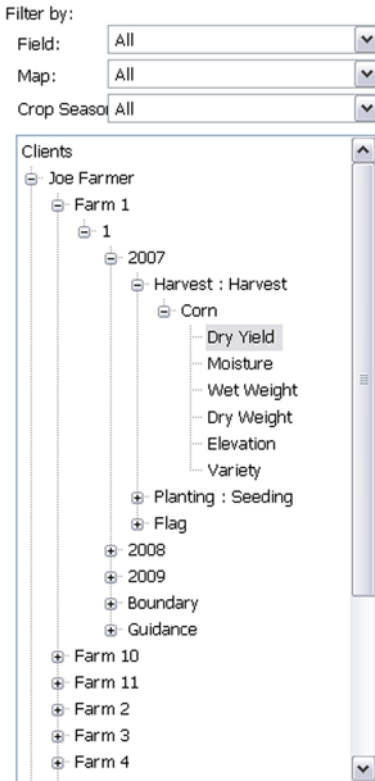 Filter by:
Field: All
Map: All
Crop Seaso All
Clients
Joe Farmer
Farm 1
1
2007
Harvest : Harvest
Corn
Dry Yield
Moisture
Wet Weight
Dry Weight
Elevation
Variety
Planting : Seeding
Flag
2008
2009
Boundary
Guidance
Farm 10
Farm 11
Farm 2
Farm 3
Farm 4